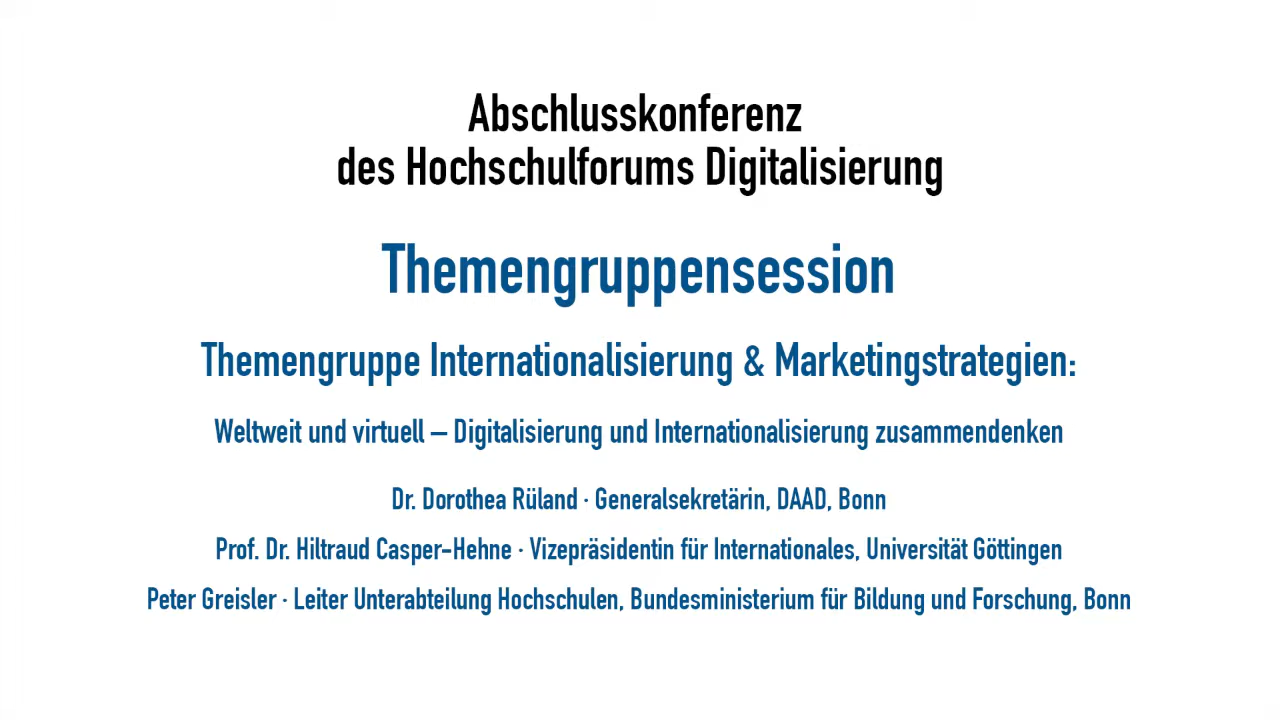 Abschlusskonferenz
des Hochschulforums Digitalisierung
Themengruppensession
Themengruppe Internationalisierung & Marketingstrategien:
Weltweit und virtuell – Digitalisierung und Internationalisierung zusammendenken
Dr. Dorothea Rüland · Generalsekretärin, DAAD, Bonn
Prof. Dr. Hiltraud Casper-Hehne · Vizepräsidentin für Internationales, Universität Göttingen
Peter Greisler · Leiter Unterabteilung Hochschulen, Bundesministerium für Bildung und Forschung, Bonn